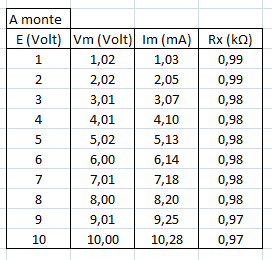 A monte
E (Volt) Vm (Volt) Im (mA) Rx (kΩ)
1 1,02 1,03 0,99
2 2,02 2,05 0,99
3 3,01 3,07 0,98
4 4,01 4,10 0,98
5 5,02 5,13 0,98
6 6,00 6,14 0,98
7 7,01 7,18 0,98
8 8,00 8,20 0,98
9 9,01 9,25 0,97
10 10,00 10,28 0,97